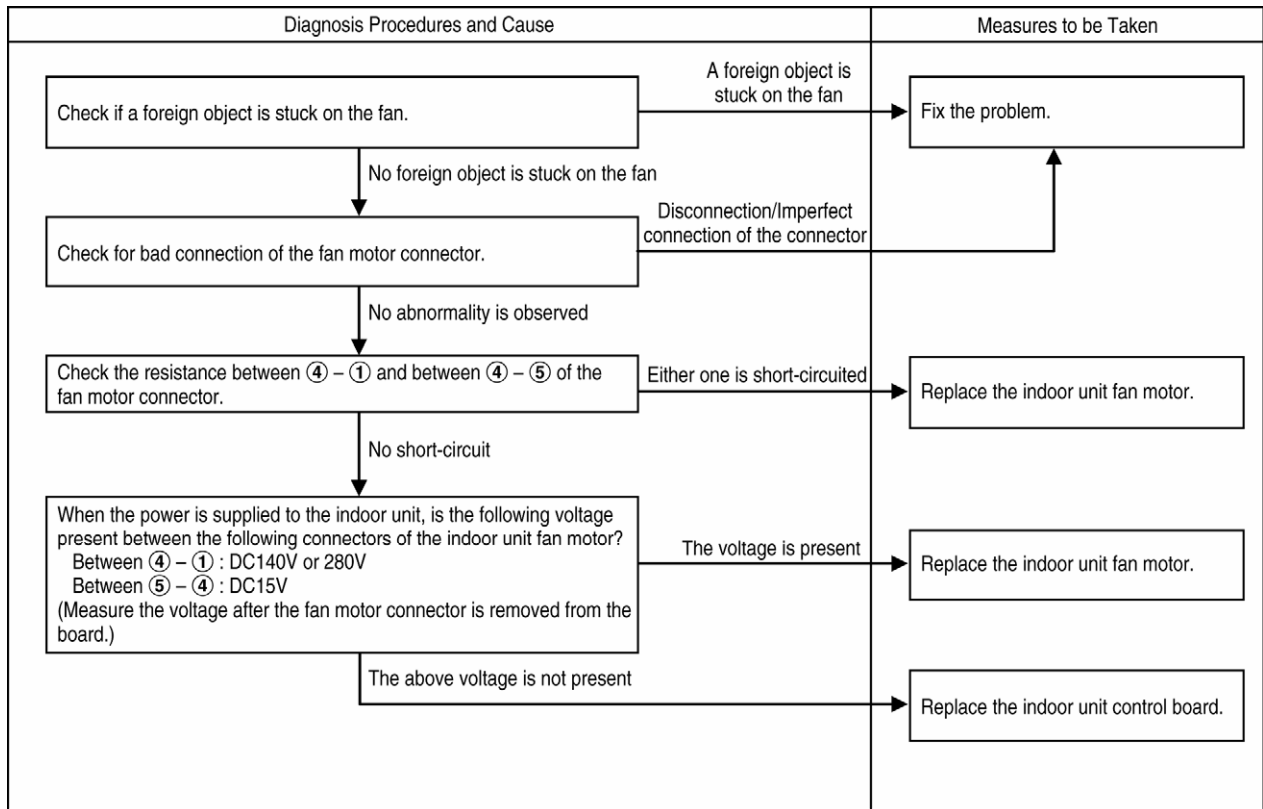 Diagnosis Procedures and Cause
Measures to be Taken
Check if a foreign object is stuck on the fan.
A foreign object is
stuck on the fan
Fix the problem.
No foreign object is stuck on the fan
Check for bad connection of the fan motor connector.
Disconnection/Imperfect
connection of the connector
No abnormality is observed
Check the resistance between ④ – ① and between ④ – ⑤ of the
fan motor connector.
Either one is short-circuited
Replace the indoor unit fan motor.
No short-circuit
When the power is supplied to the indoor unit, is the following voltage
present between the following connectors of the indoor unit fan motor?
Between ④ – ① : DC140V or 280V
Between ⑤ – ④ : DC15V
(Measure the voltage after the fan motor connector is removed from the
board.)
The voltage is present
Replace the indoor unit fan motor.
The above voltage is not present
Replace the indoor unit control board.